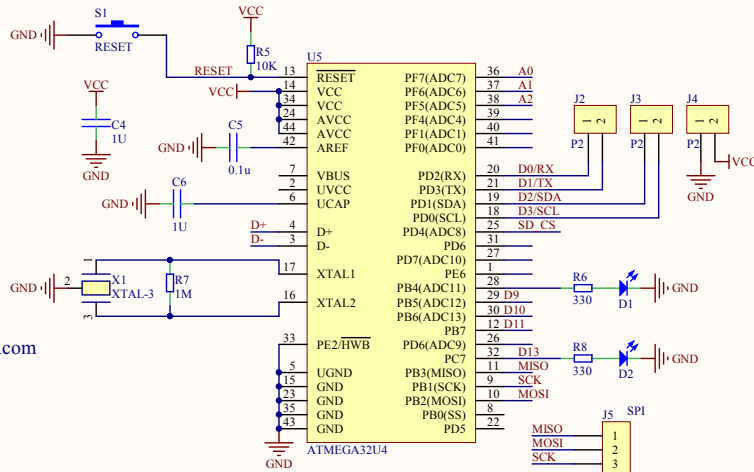 S1
GND
RESET
VCC
R5
10K
RESET
U5
VCC
C4
1U
GND
VCC
C5
GND
0.1u
C6
GND
1U
D+
D-
GND
2
1
X1
XTAL-3
3
R7
1M
com
13 RESET
14 VCC
34 VCC
24 AVCC
44 AVCC
42 AREF
7 VBUS
2 UVCC
6 UCAP
4 D+
3 D-
17 XTAL1
16 XTAL2
33 PE2/HWB
5 UGND
15 GND
23 GND
35 GND
43 GND
GND
ATMEGA32U4
PF7(ADC7) 36 A0
PF6(ADC6) 37 A1
PF5(ADC5) 38 A2
PF4(ADC4) 39
PF1(ADC1) 40
PF0(ADC0) 41
PD2(RX) 20 D0/RX
PD3(TX) 21 D1/TX
PD1(SDA) 19 D2/SDA
PD0(SCL) 18 D3/SCL
PD4(ADC8) 25 SD_CS
PD6 31
PD7(ADC10) 27
PE6 1
PB4(ADC11) 28
PB5(ADC12) 29 D9
PB6(ADC13) 30 D10
PB7 12 D11
PD6(ADC9) 26
PC7 32 D13
PB3(MISO) 11 MISO
PB1(SCK) 9 SCK
PB2(MOSI) 10 MOSI
PB0(SS) 8
PD5 22
J2
1 2
P2
J3
1 2
P2
J4
1 2
P2
VCC
GND
R6
330
D1
GND
R8
330
D2
GND
J5 SPI
MISO 1
MOSI 2
SCK 3